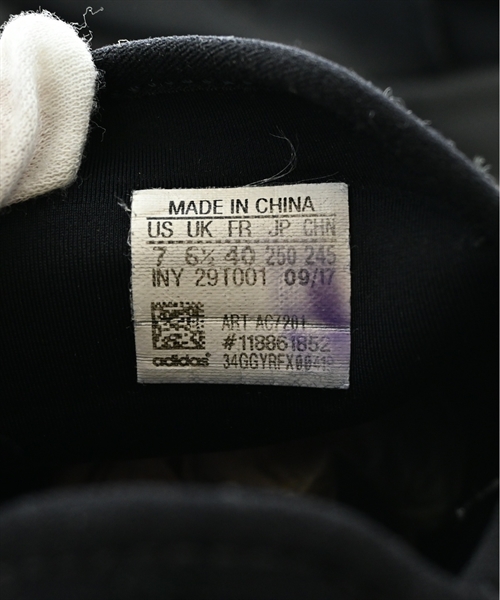 MADE IN CHINA
US UK FR JP CHN
7 6½ 40 250 245
INY 29T001 09/17
ART AC7201
#118861852
adidas